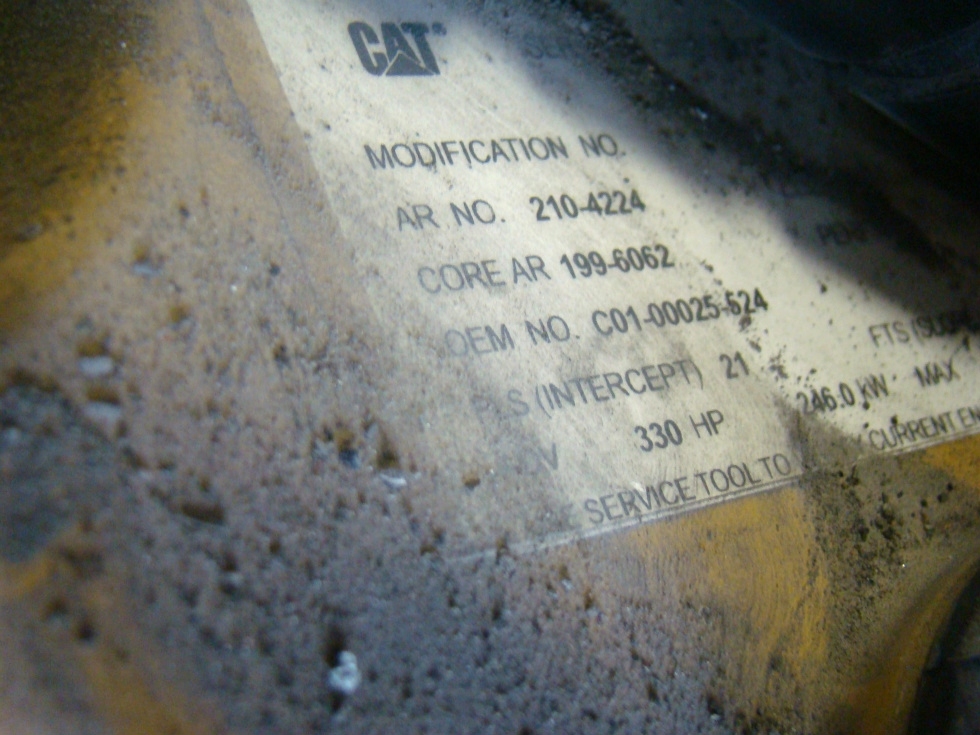 CAT
MODIFICATION NO.
AR NO. 210-4224
CORE AR 199-6062
OEM NO. C01-00025-524
(INTERCEPT) 21 FTS
330 HP 246.0 kW MAX
SERVICE TOOL TO CURRENT